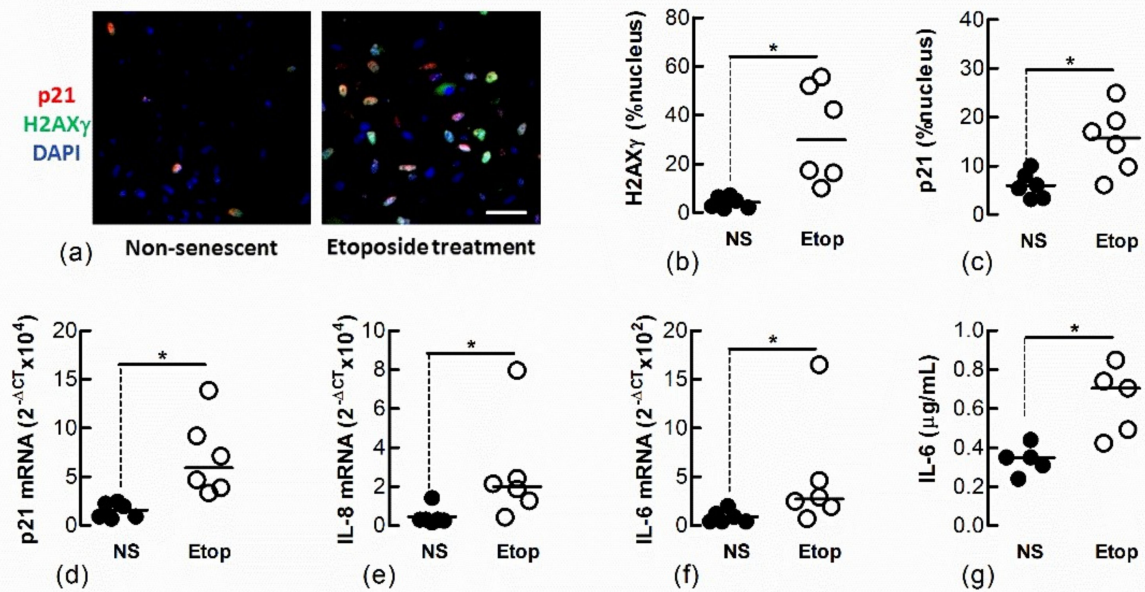 p21
H2AXγ
DAPI
(a)
Non-senescent
Etoposide treatment
H2AXγ (%nucleus)
80
60
40
20
0
*
NS
Etop
(b)
p21 (%nucleus)
40
30
20
10
0
*
NS
Etop
(c)
p21 mRNA (2^-ΔCT x10^4)
20
15
10
5
0
*
NS
Etop
(d)
IL-8 mRNA (2^-ΔCT x10^4)
10
8
6
4
2
0
*
NS
Etop
(e)
IL-6 mRNA (2^-ΔCT x10^2)
20
15
10
5
0
*
NS
Etop
(f)
IL-6 (μg/mL)
1.0
0.8
0.6
0.4
0.2
0.0
*
NS
Etop
(g)